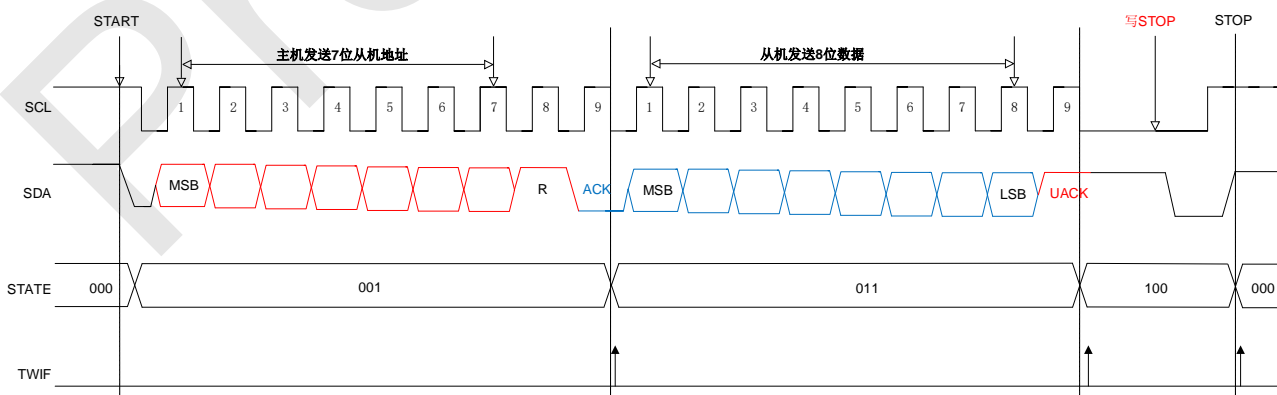 START
写STOP
STOP
主机发送7位从机地址
从机发送8位数据
SCL
1 2 3 4 5 6 7 8 9 1 2 3 4 5 6 7 8 9
SDA
MSB R ACK MSB LSB UACK
STATE
000 001 011 100 000
TWIF